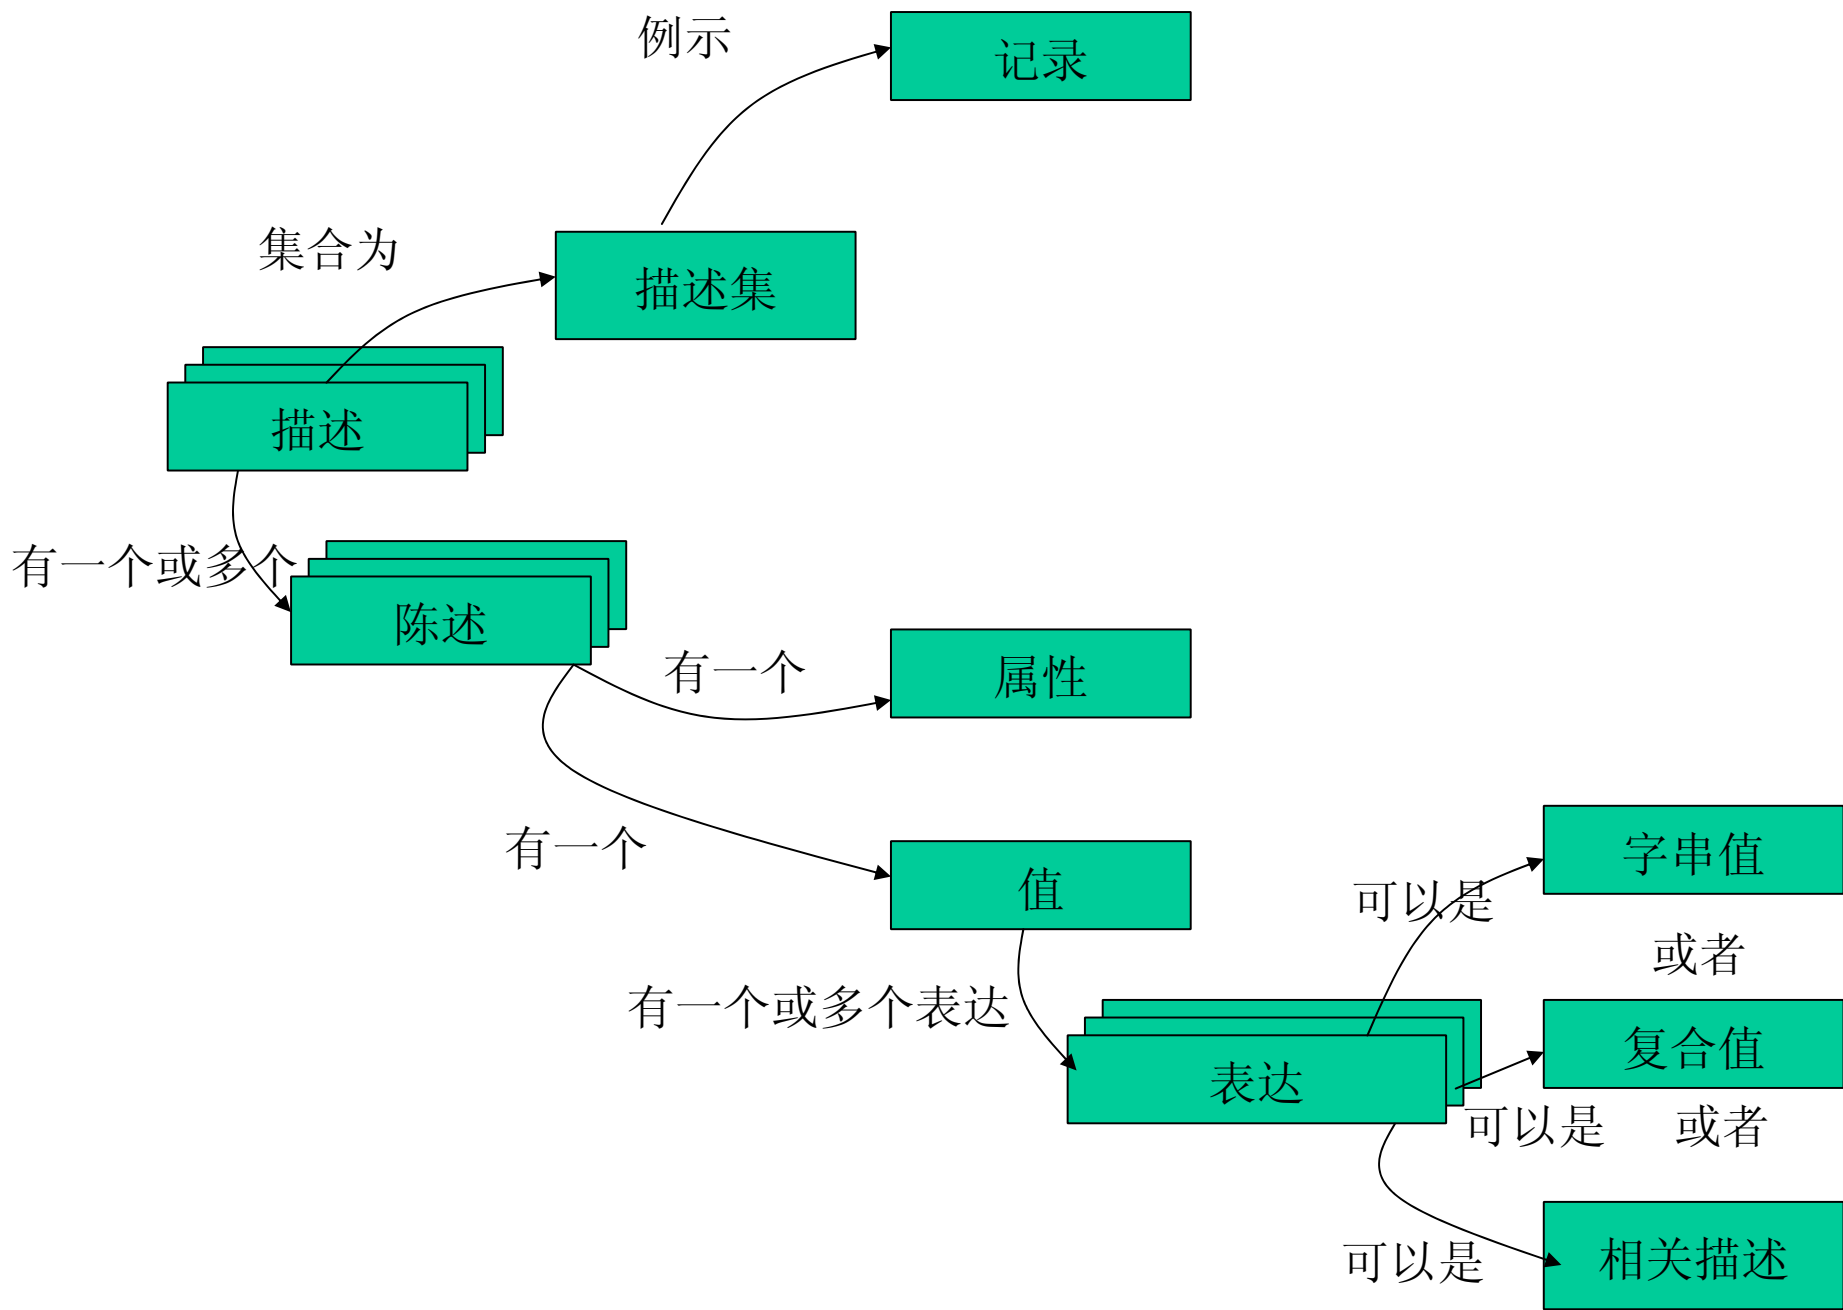 例示
记录
集合为
描述集
描述
有一个或多个
陈述
有一个
属性
有一个
值
字串值
可以是
或者
有一个或多个表达
表达
复合值
可以是
或者
可以是
相关描述